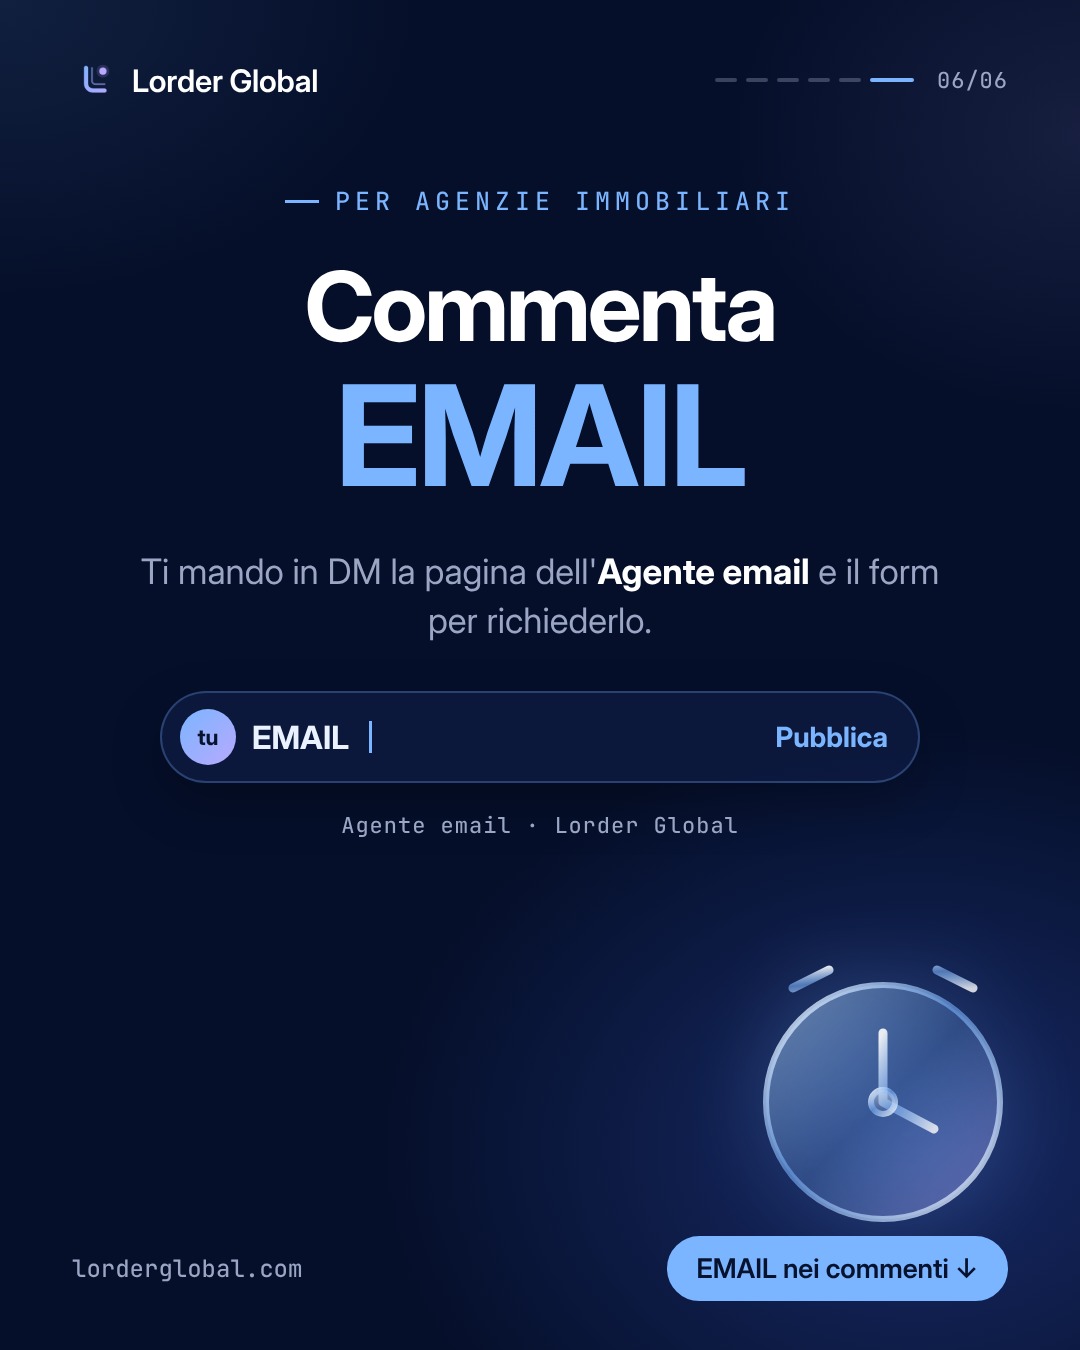 Lorder Global
06/06
PER AGENZIE IMMOBILIARI
Commenta
EMAIL
Ti mando in DM la pagina dell'Agente email e il form
per richiederlo.
tu EMAIL Pubblica
Agente email · Lorder Global
lorderglobal.com
EMAIL nei commenti ↓